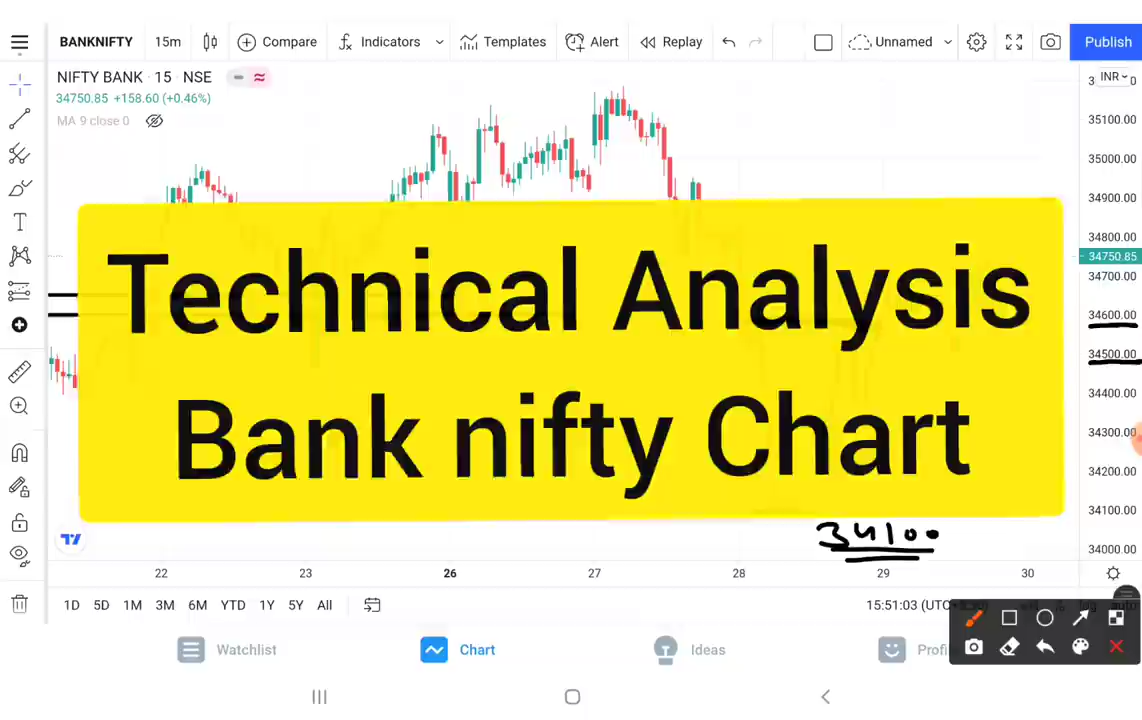 BANKNIFTY 15m Compare Indicators Templates Alert Replay Unnamed Publish
NIFTY BANK · 15 · NSE
INR
34750.85 +158.60 (+0.46%)
MA 9 close 0
35100.00
35000.00
34900.00
34800.00
34750.85
34700.00
34600.00
34500.00
34400.00
34300.00
34200.00
34100.00
34000.00
Technical Analysis
Bank nifty Chart
34100
22 23 26 27 28 29 30
1D 5D 1M 3M 6M YTD 1Y 5Y All 15:51:03 (UTC
auto
Watchlist Chart Ideas